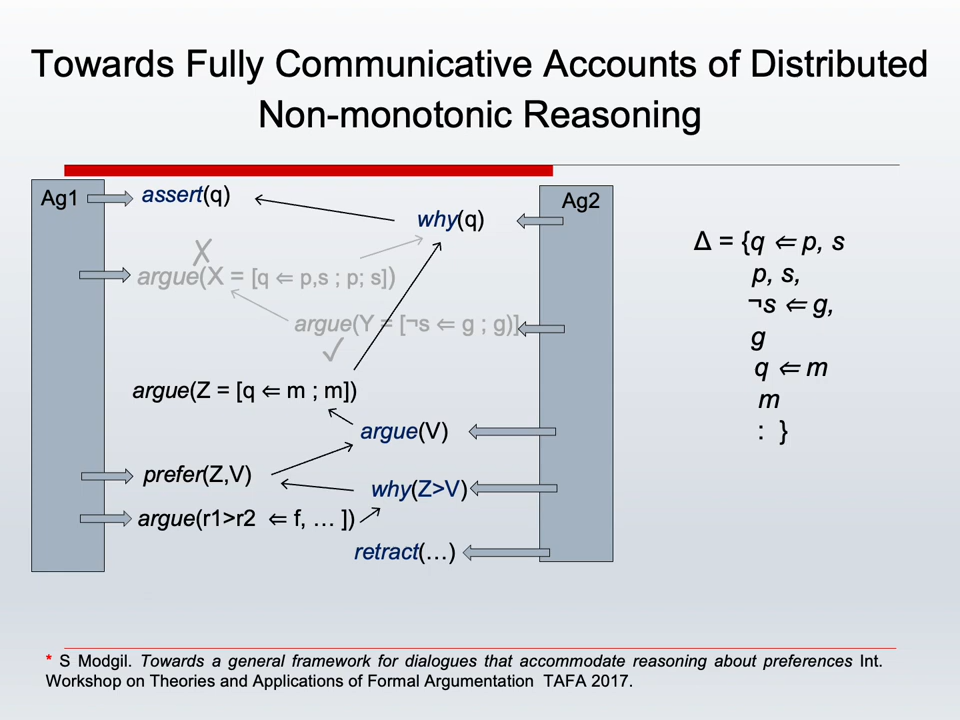 Towards Fully Communicative Accounts of Distributed
Non-monotonic Reasoning
Ag1
assert(q)
Ag2
why(q)
argue(X = [q ⇐ p,s ; p; s])
argue(Y = [¬s ⇐ g ; g)]
argue(Z = [q ⇐ m ; m])
argue(V)
prefer(Z,V)
why(Z>V)
argue(r1>r2 ⇐ f, … ])
retract(…)
Δ = {q ⇐ p, s
p, s,
¬s ⇐ g,
g
q ⇐ m
m
: }
* S Modgil. Towards a general framework for dialogues that accommodate reasoning about preferences Int.
Workshop on Theories and Applications of Formal Argumentation TAFA 2017.